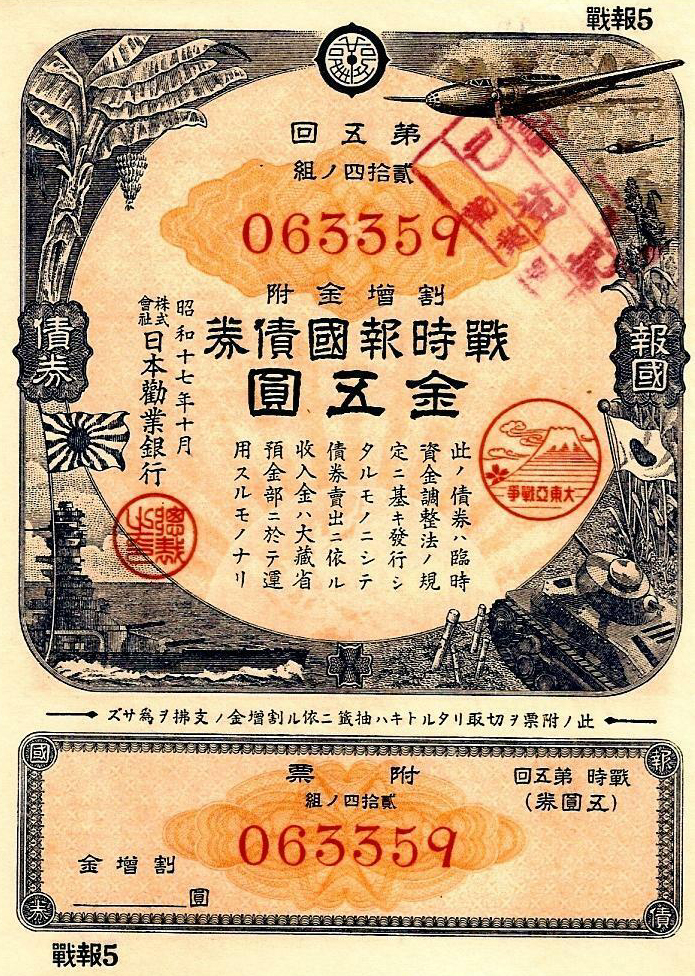 戰報5
第五回
貳拾四ノ組
063359
割增金附
戰時報國債券
金五圓
報國
債券
此ノ債券ハ臨時
資金調整法ノ規
定ニ基キ發行シ
タルモノニシテ
債券賣出ニ依ル
收入金ハ大藏省
預金部ニ於テ運
用スルモノナリ
昭和十七年十月
株式會社日本勸業銀行
大東亞戰爭
此ノ附票ヲ切取リタルトキハ抽籤ニ依ル割增金ノ支拂ヲ爲サズ
報國債券
戰時 第五回
(五圓券)
附票
貳拾四ノ組
063359
割增金
圓
戰報5